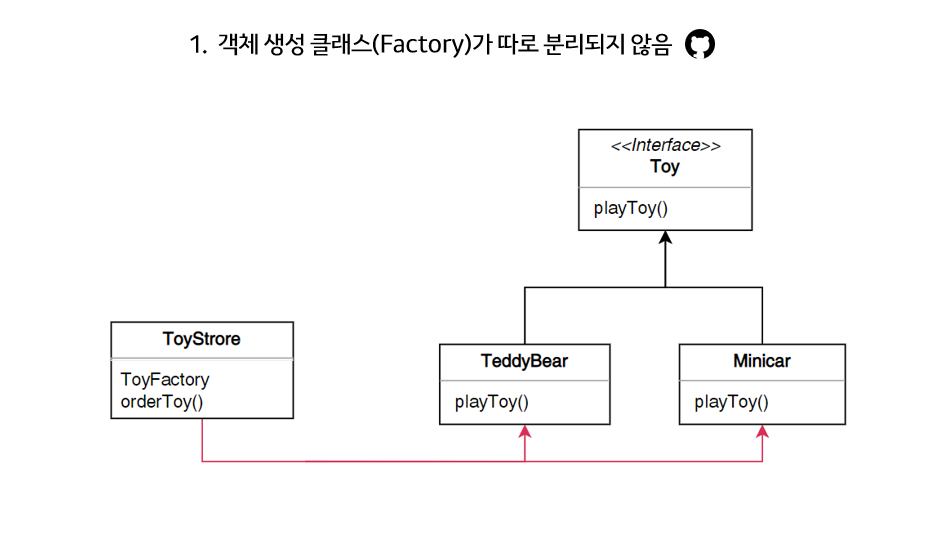 1. 객체 생성 클래스(Factory)가 따로 분리되지 않음
<<Interface>>
Toy
playToy()
ToyStrore
ToyFactory
orderToy()
TeddyBear
playToy()
Minicar
playToy()